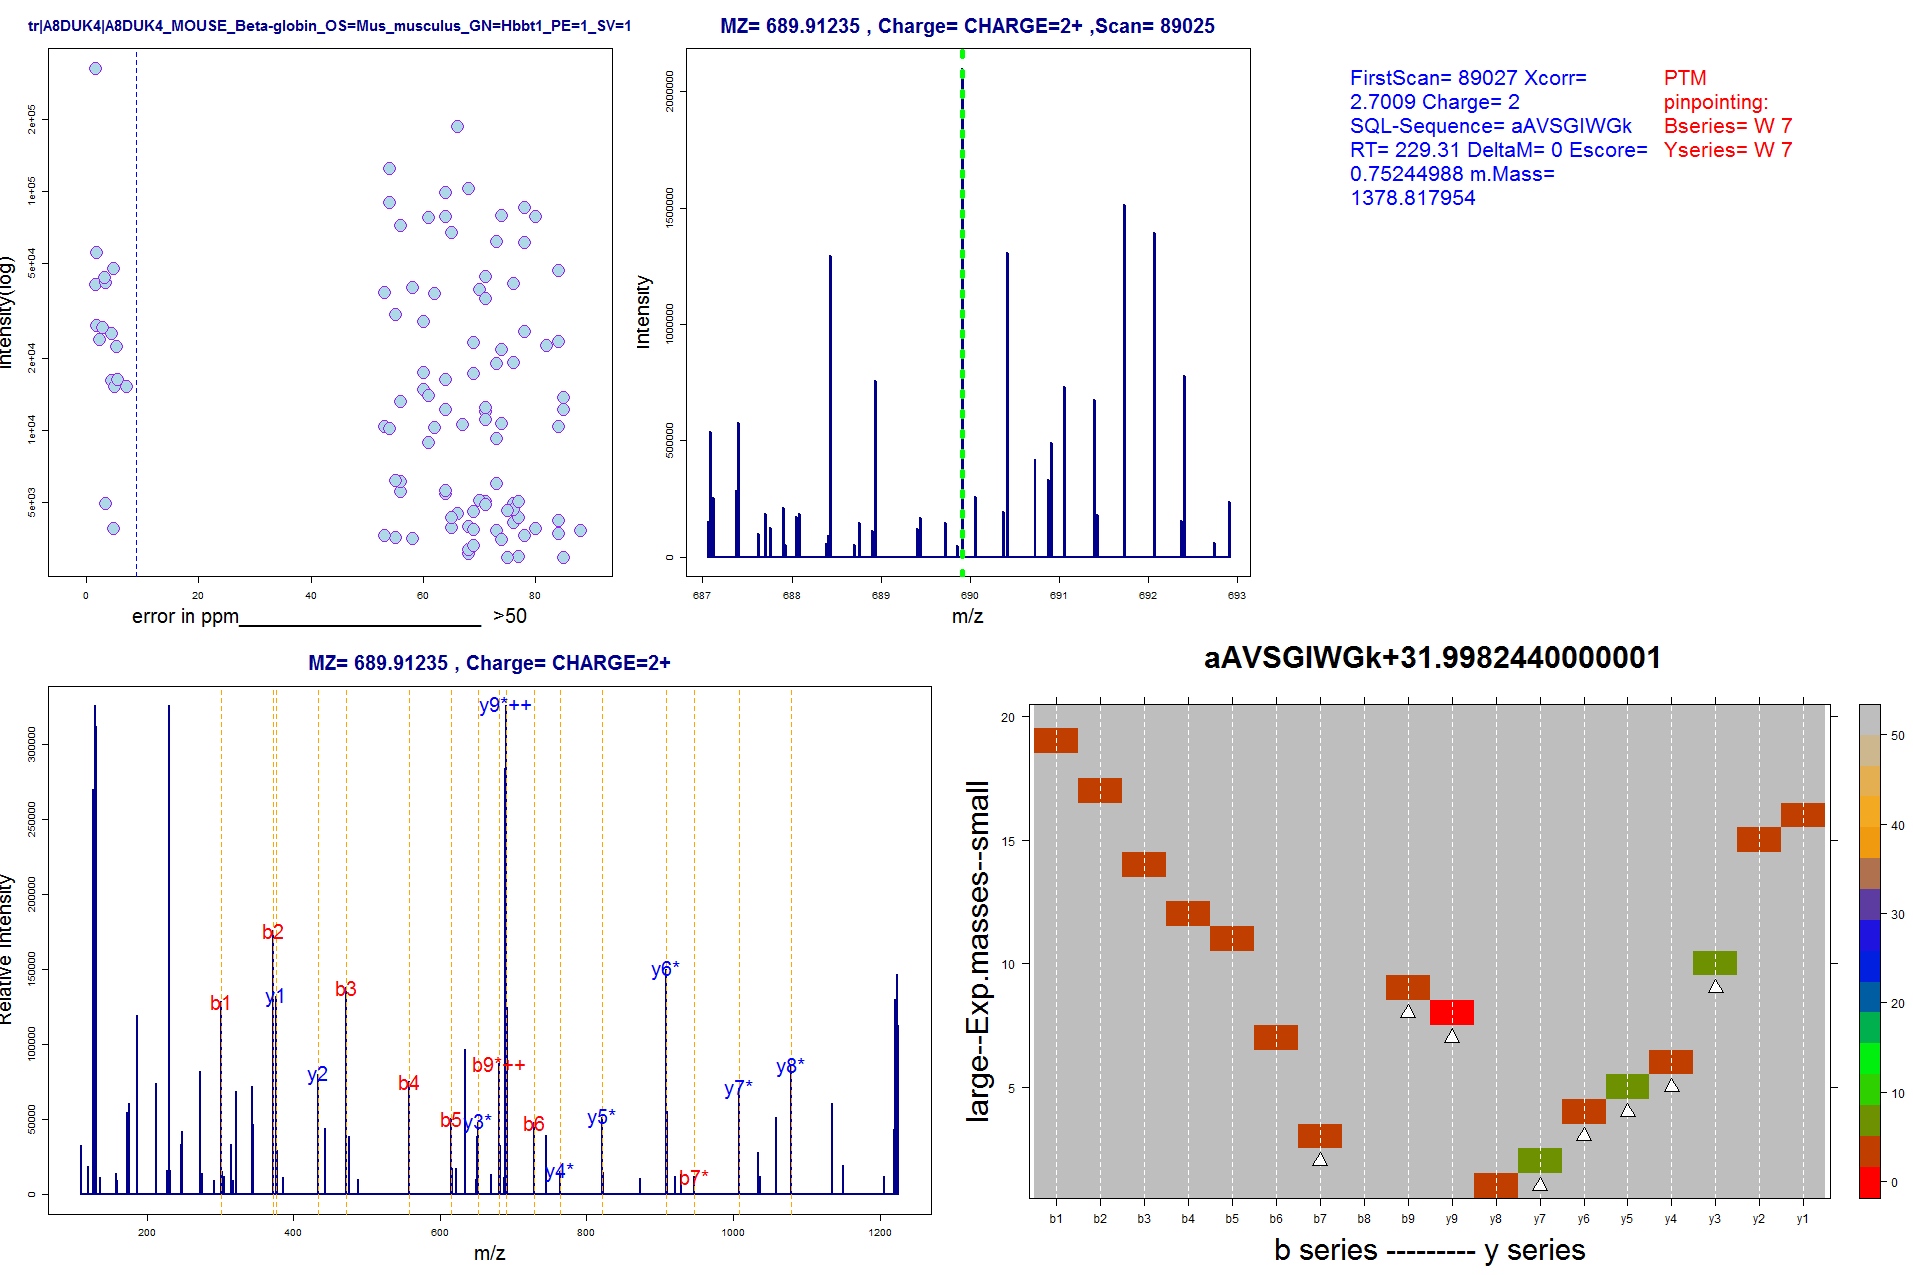 tr|A8DUK4|A8DUK4_MOUSE_Beta-globin_OS=Mus_musculus_GN=Hbbt1_PE=1_SV=1
Intensity(log)
2e+05
1e+05
5e+04
2e+04
1e+04
5e+03
0 20 40 60 80
error in ppm______________________ >50
MZ= 689.91235 , Charge= CHARGE=2+ ,Scan= 89025
Intensity
2000000
1500000
1000000
500000
0
687 688 689 690 691 692 693
m/z
FirstScan= 89027 Xcorr=
2.7009 Charge= 2
SQL-Sequence= aAVSGIWGk
RT= 229.31 DeltaM= 0 Escore=
0.75244988 m.Mass=
1378.817954
PTM
pinpointing:
Bseries= W 7
Yseries= W 7
MZ= 689.91235 , Charge= CHARGE=2+
Relative Intensity
300000
250000
200000
150000
100000
50000
0
y9*++
b2
y6*
b3
y1
b1
b9*++
y8*
y2
b4
y7*
b5
y3*
b6
y5*
y4*
b7*
200 400 600 800 1000 1200
m/z
aAVSGIWGk+31.9982440000001
large--Exp.masses--small
20
15
10
5
b1 b2 b3 b4 b5 b6 b7 b8 b9 y9 y8 y7 y6 y5 y4 y3 y2 y1
b series --------- y series
50
40
30
20
10
0